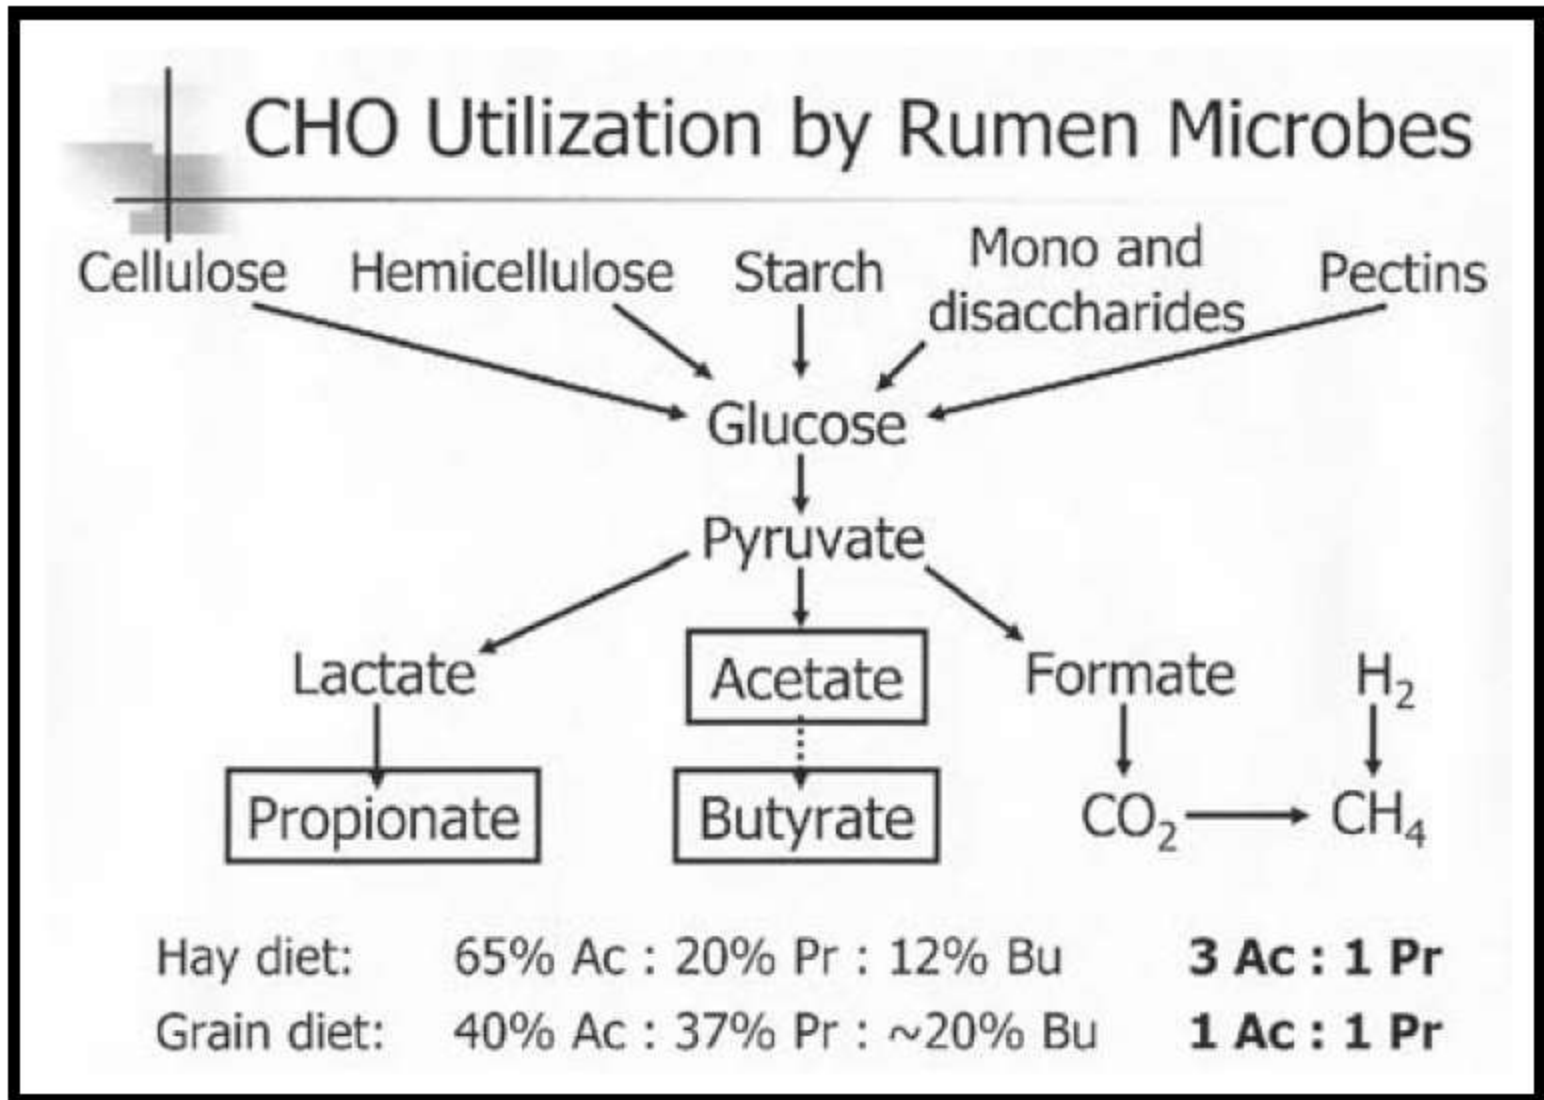 CHO Utilization by Rumen Microbes
Cellulose Hemicellulose Starch Mono and disaccharides Pectins
Glucose
Pyruvate
Lactate Acetate Formate H₂
Propionate Butyrate CO₂ CH₄
Hay diet: 65% Ac : 20% Pr : 12% Bu 3 Ac : 1 Pr
Grain diet: 40% Ac : 37% Pr : ~20% Bu 1 Ac : 1 Pr